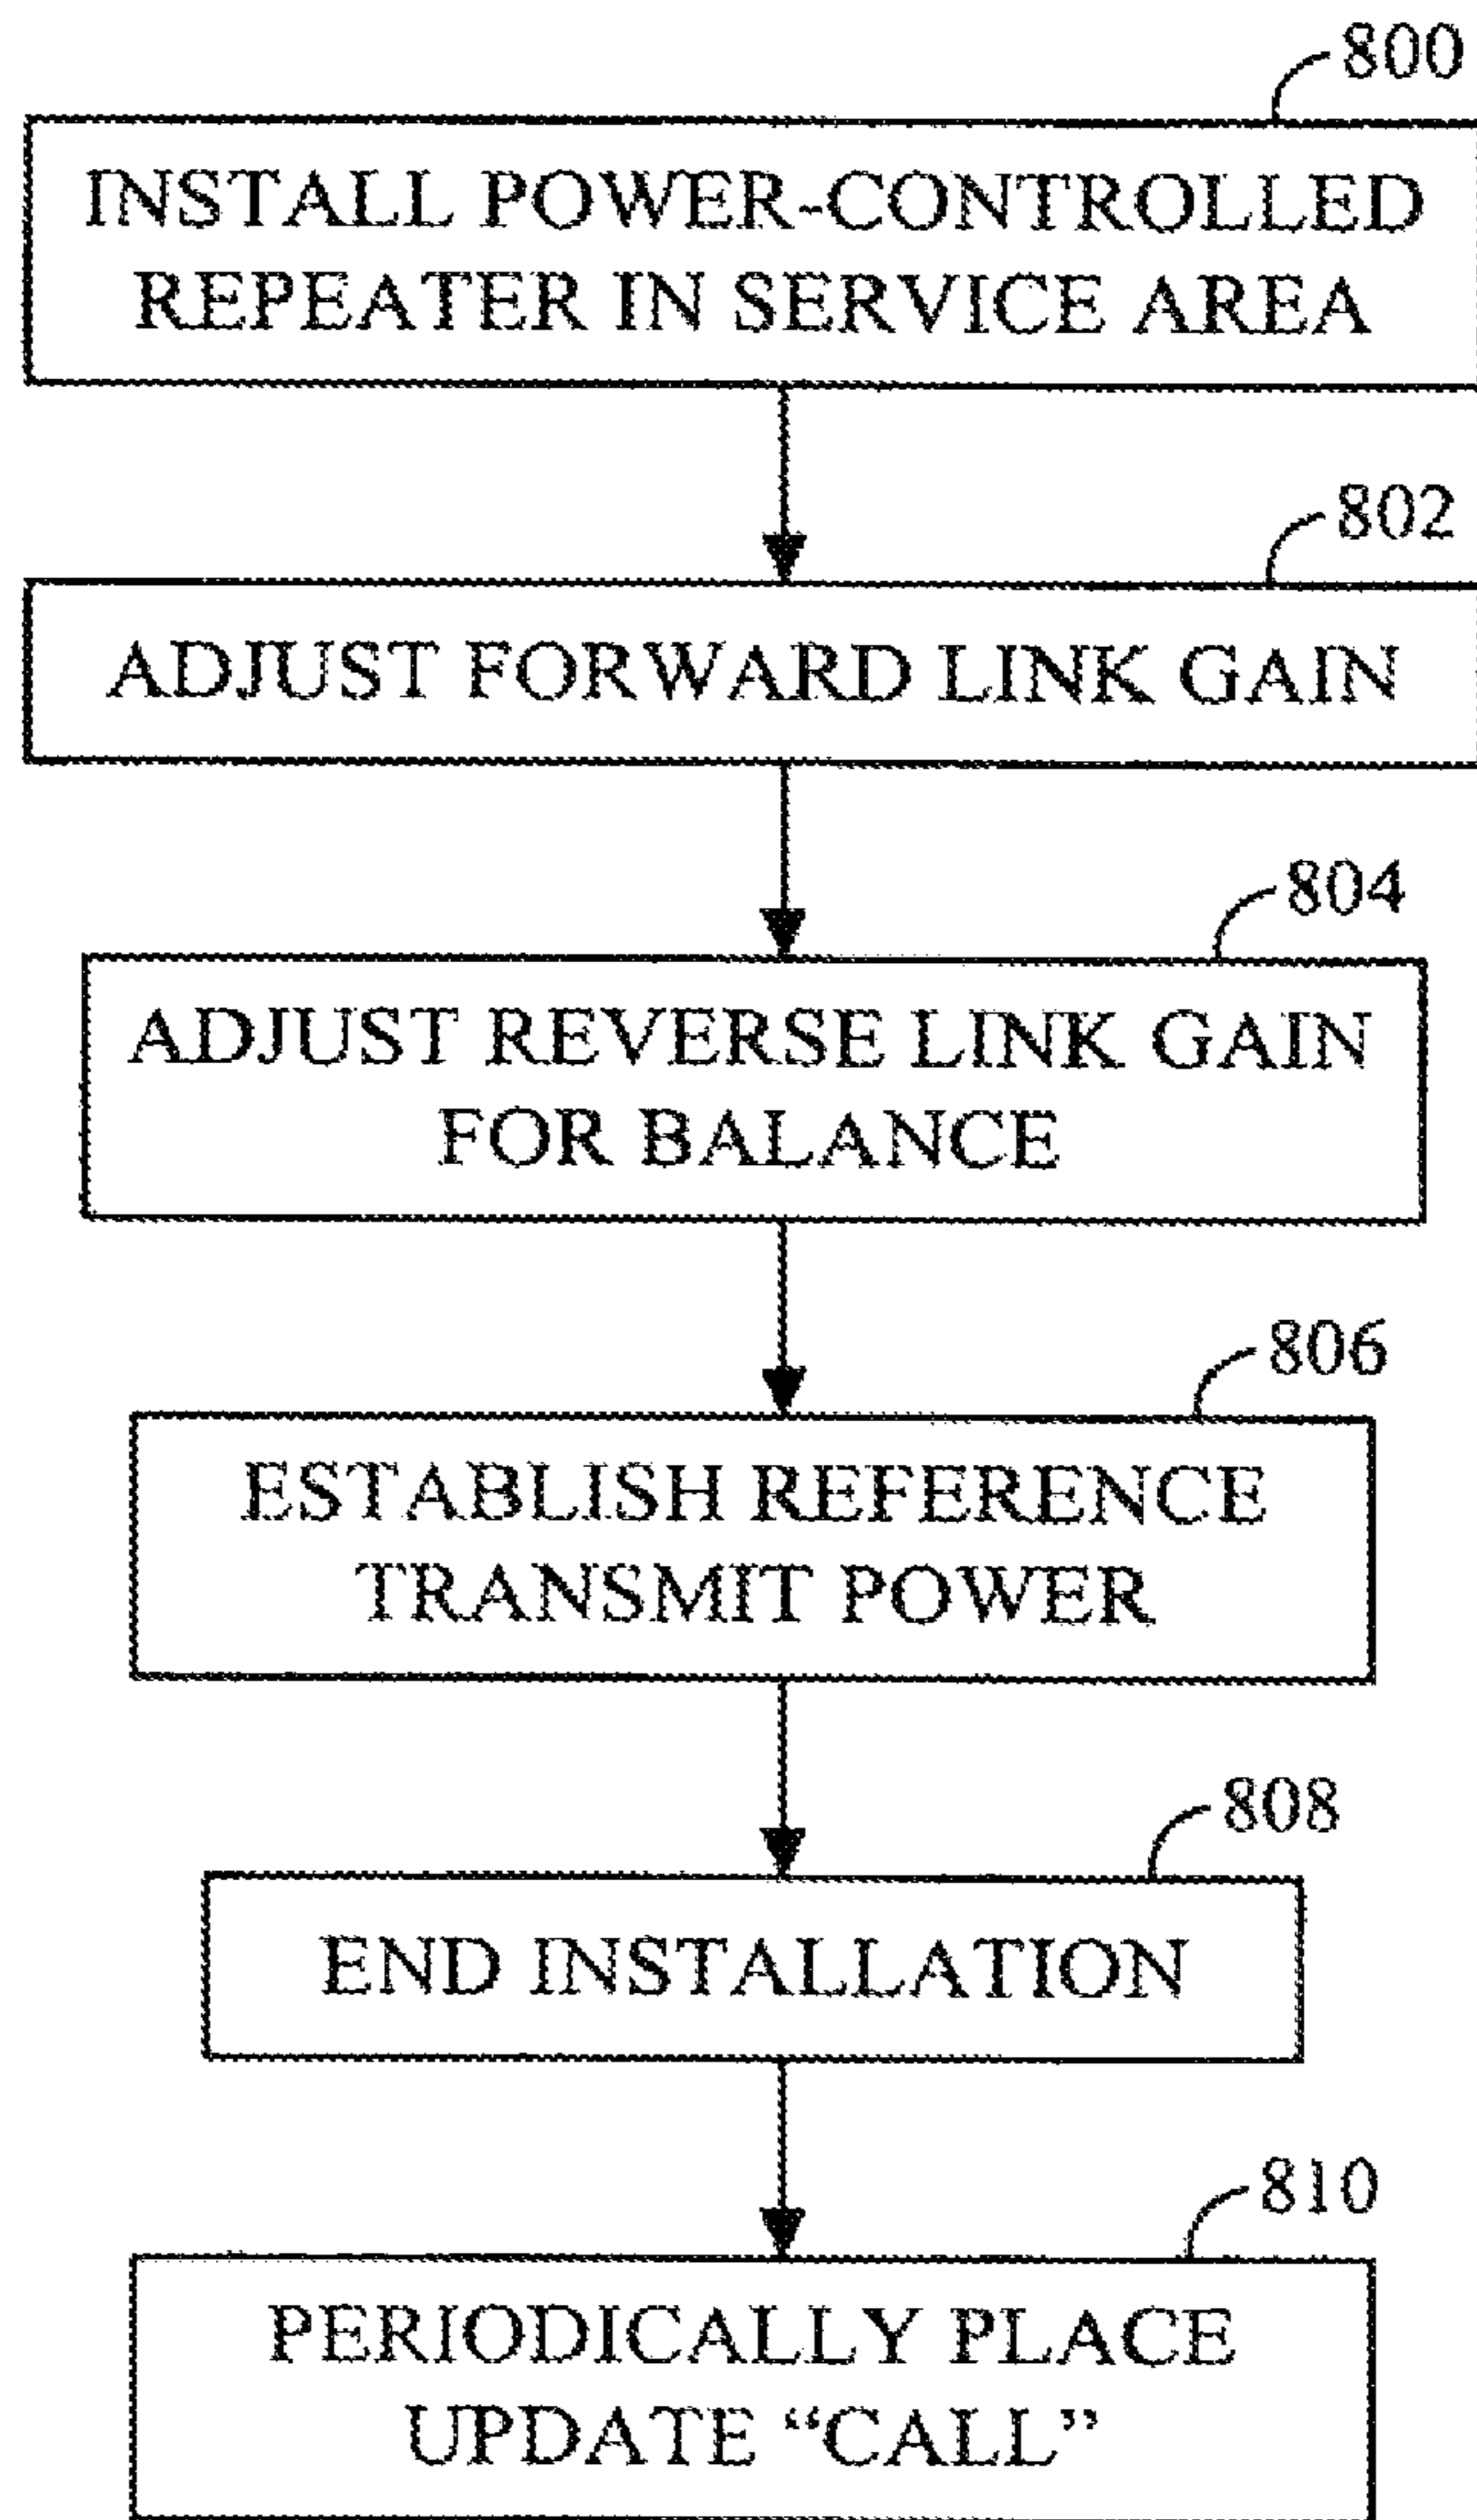 800
INSTALL POWER-CONTROLLED
REPEATER IN SERVICE AREA
802
ADJUST FORWARD LINK GAIN
804
ADJUST REVERSE LINK GAIN
FOR BALANCE
806
ESTABLISH REFERENCE
TRANSMIT POWER
808
END INSTALLATION
810
PERIODICALLY PLACE
UPDATE “CALL”